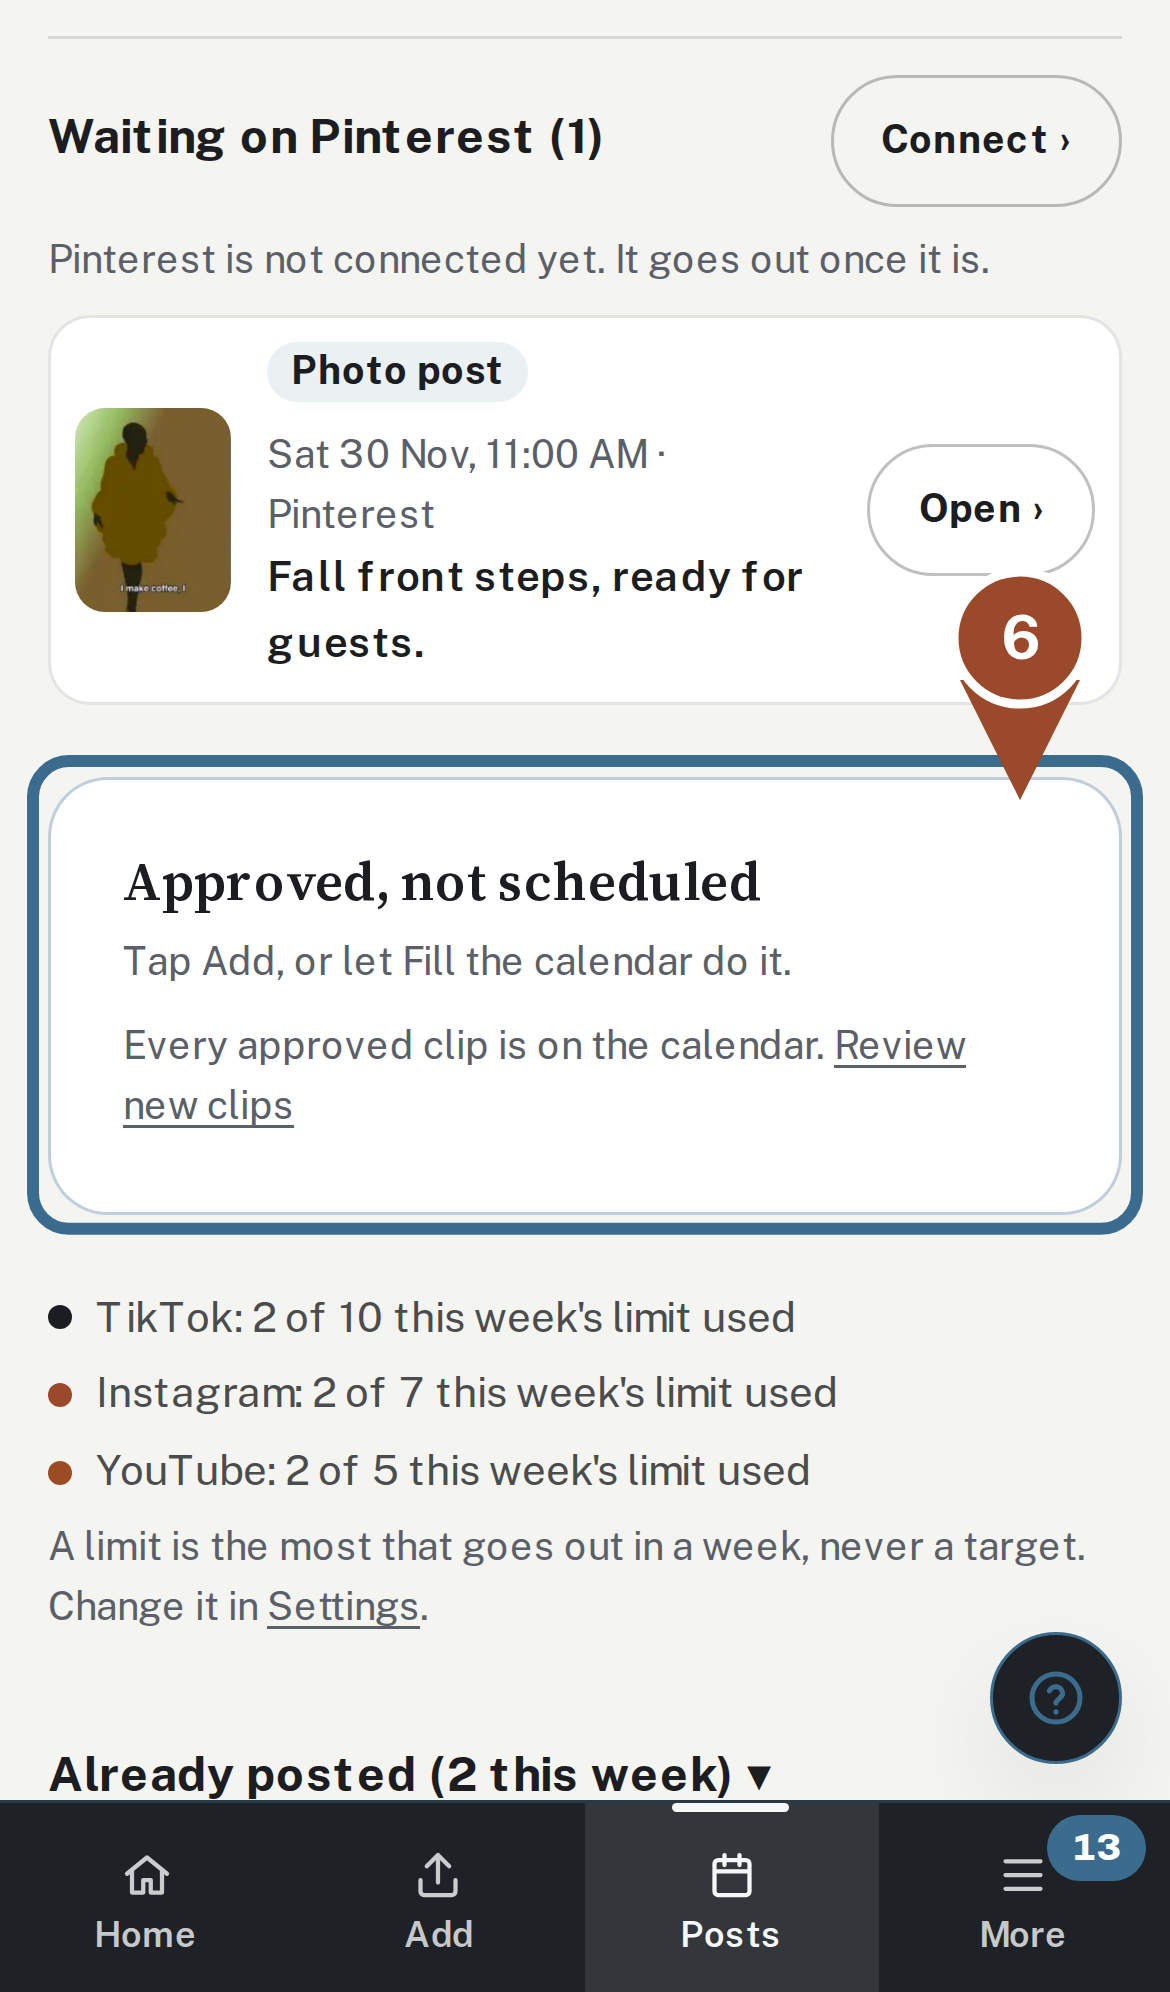 Waiting on Pinterest (1)
Connect ›
Pinterest is not connected yet. It goes out once it is.
Photo post
Sat 30 Nov, 11:00 AM ·
Pinterest
Fall front steps, ready for
guests.
I make coffee, I
Open ›
6
Approved, not scheduled
Tap Add, or let Fill the calendar do it.
Every approved clip is on the calendar. Review
new clips
TikTok: 2 of 10 this week's limit used
Instagram: 2 of 7 this week's limit used
YouTube: 2 of 5 this week's limit used
A limit is the most that goes out in a week, never a target.
Change it in Settings.
Already posted (2 this week) ▾
13
Home
Add
Posts
More